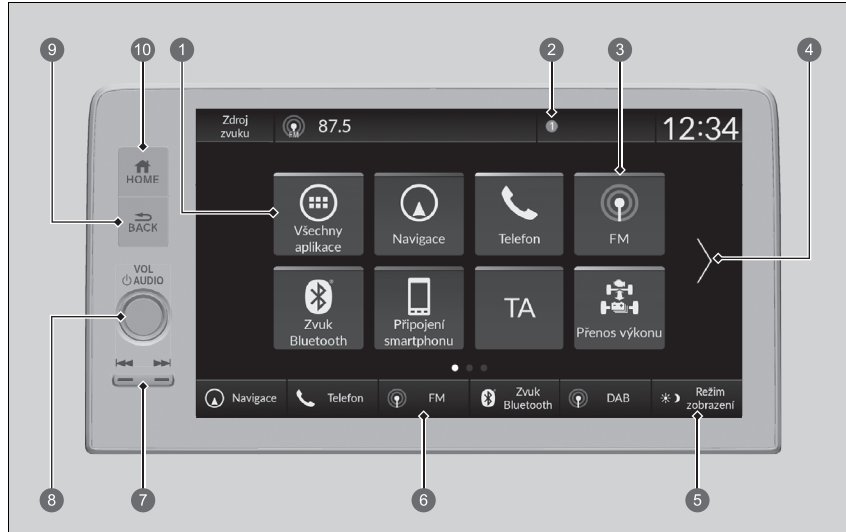 9
10
1
2
3
4
Zdroj
zvuku
FM
87.5
1
12:34
HOME
BACK
VOL
AUDIO
Všechny
aplikace
Navigace
Telefon
FM
Zvuk
Bluetooth
Připojení
smartphonu
TA
Přenos výkonu
Navigace
Telefon
FM
Zvuk
Bluetooth
DAB
Režim
zobrazení
8
7
6
5